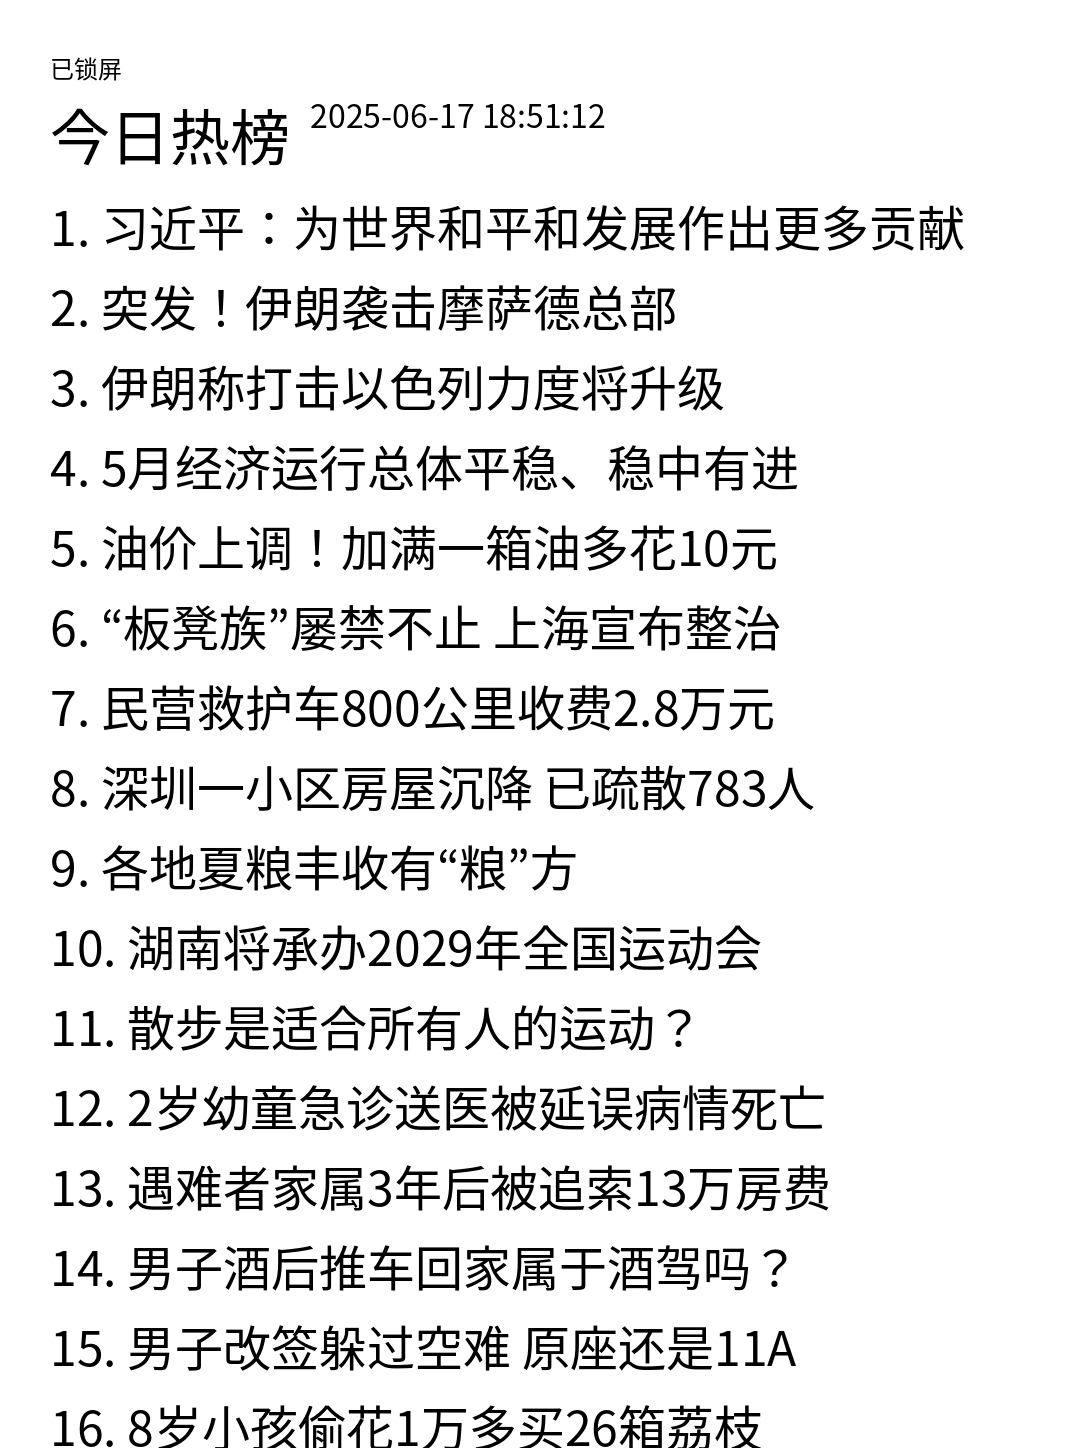 已锁屏
今日热榜 2025-06-17 18:51:12
1. 习近平：为世界和平和发展作出更多贡献
2. 突发！伊朗袭击摩萨德总部
3. 伊朗称打击以色列力度将升级
4. 5月经济运行总体平稳、稳中有进
5. 油价上调！加满一箱油多花10元
6. “板凳族”屡禁不止 上海宣布整治
7. 民营救护车800公里收费2.8万元
8. 深圳一小区房屋沉降 已疏散783人
9. 各地夏粮丰收有“粮”方
10. 湖南将承办2029年全国运动会
11. 散步是适合所有人的运动？
12. 2岁幼童急诊送医被延误病情死亡
13. 遇难者家属3年后被追索13万房费
14. 男子酒后推车回家属于酒驾吗？
15. 男子改签躲过空难 原座还是11A
16. 8岁小孩偷花1万多买26箱荔枝